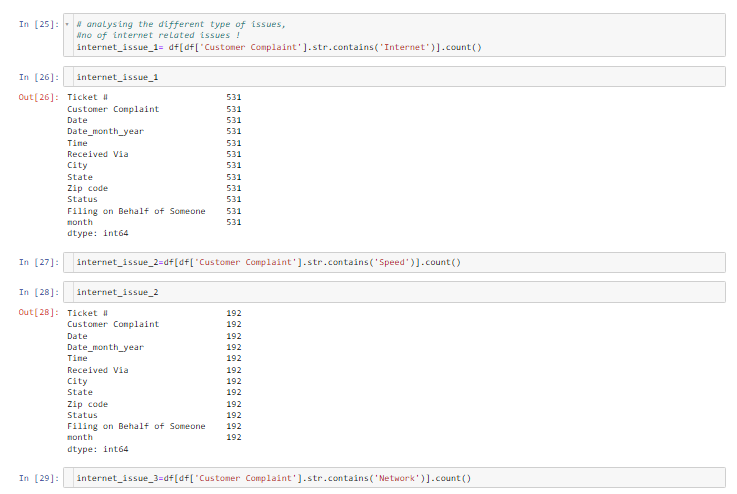 In [25]: # analysing the different type of issues,
#no of internet related issues !
internet_issue_1= df[df['Customer Complaint'].str.contains('Internet')].count()
In [26]: internet_issue_1
Out[26]: Ticket # 531
Customer Complaint 531
Date 531
Date_month_year 531
Time 531
Received Via 531
City 531
State 531
Zip code 531
Status 531
Filing on Behalf of Someone 531
month 531
dtype: int64
In [27]: internet_issue_2=df[df['Customer Complaint'].str.contains('Speed')].count()
In [28]: internet_issue_2
Out[28]: Ticket # 192
Customer Complaint 192
Date 192
Date_month_year 192
Time 192
Received Via 192
City 192
State 192
Zip code 192
Status 192
Filing on Behalf of Someone 192
month 192
dtype: int64
In [29]: internet_issue_3=df[df['Customer Complaint'].str.contains('Network')].count()